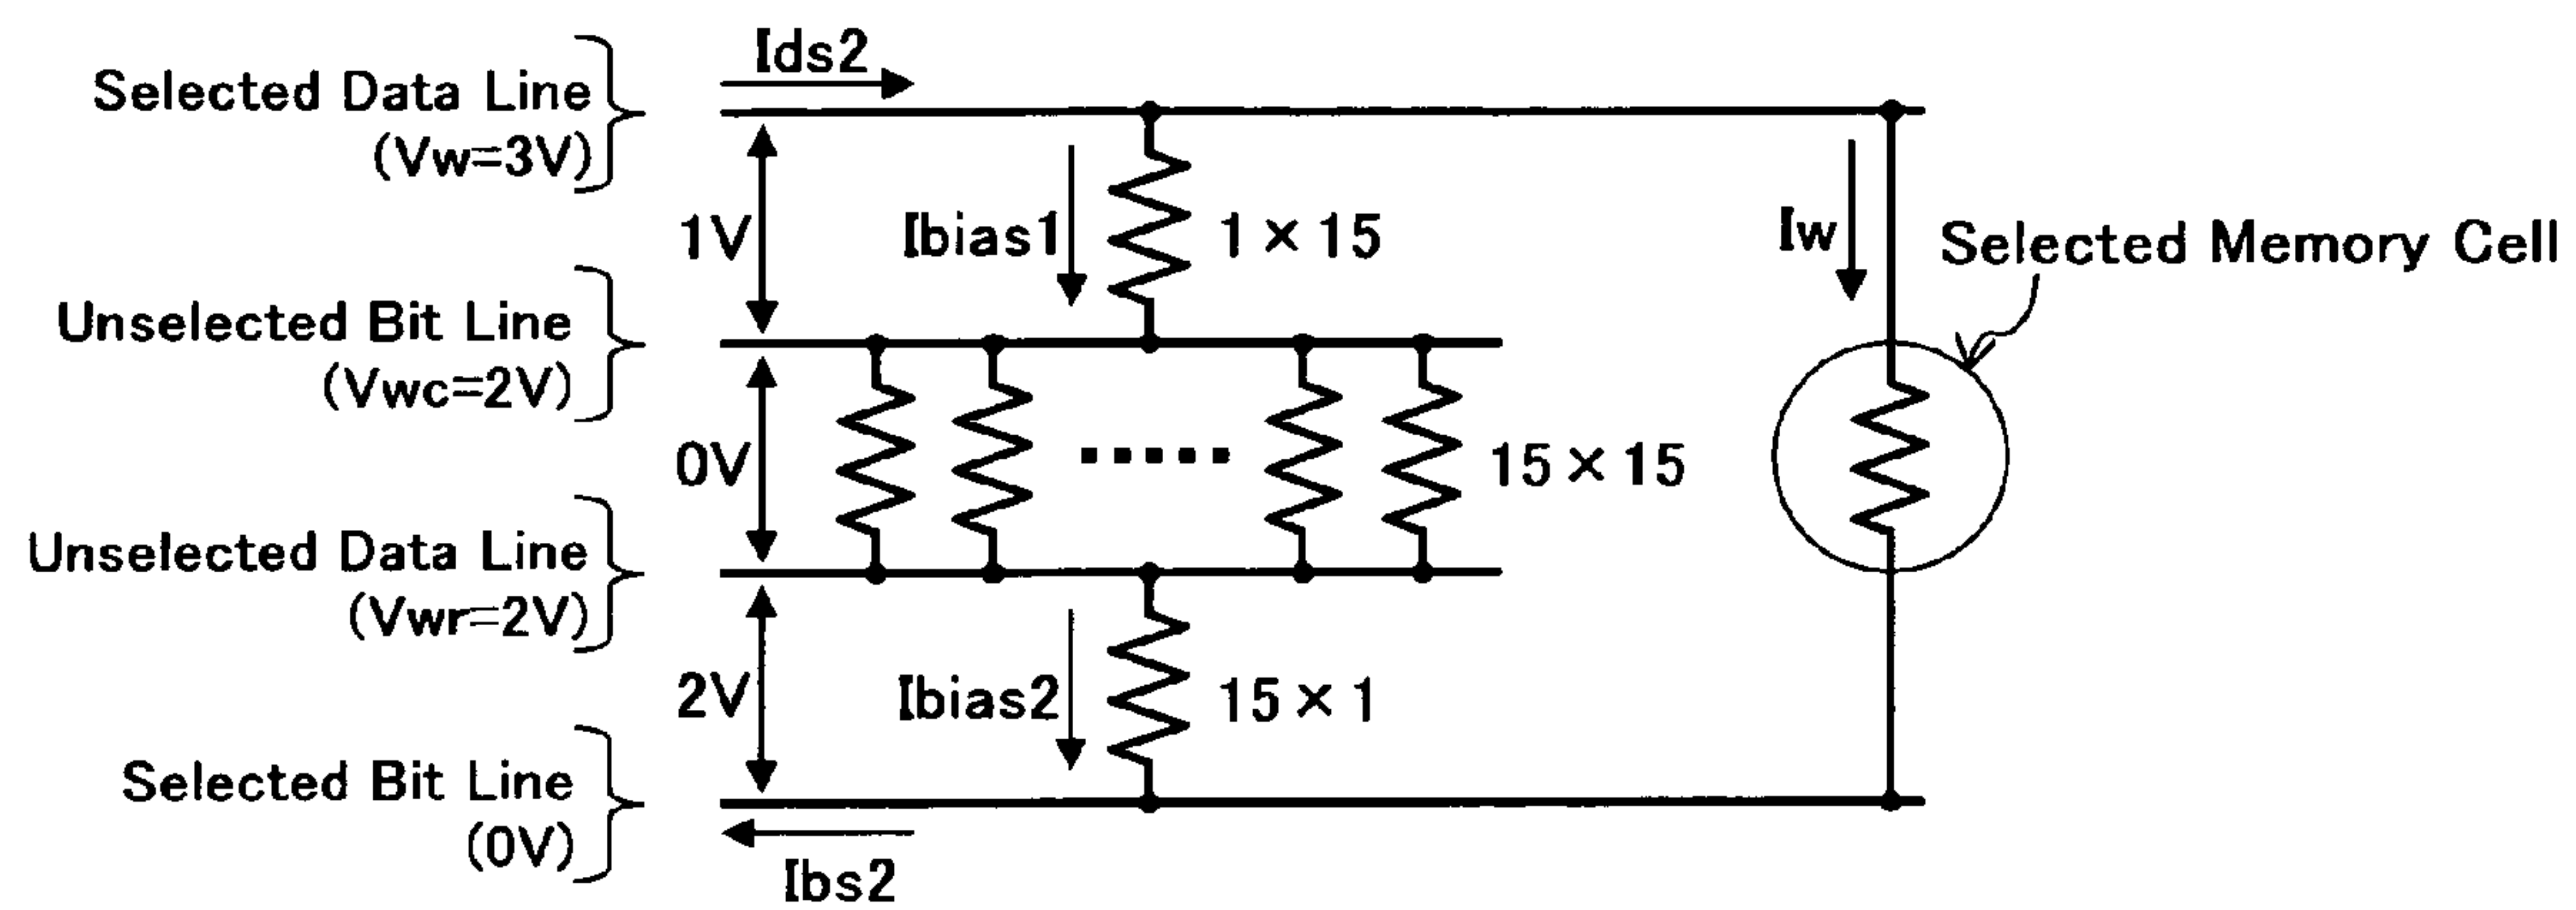 Ids2
Selected Data Line
(Vw=3V)
1V
Ibias1
1×15
Iw
Selected Memory Cell
Unselected Bit Line
(Vwc=2V)
0V
15×15
Unselected Data Line
(Vwr=2V)
2V
Ibias2
15×1
Selected Bit Line
(0V)
Ibs2